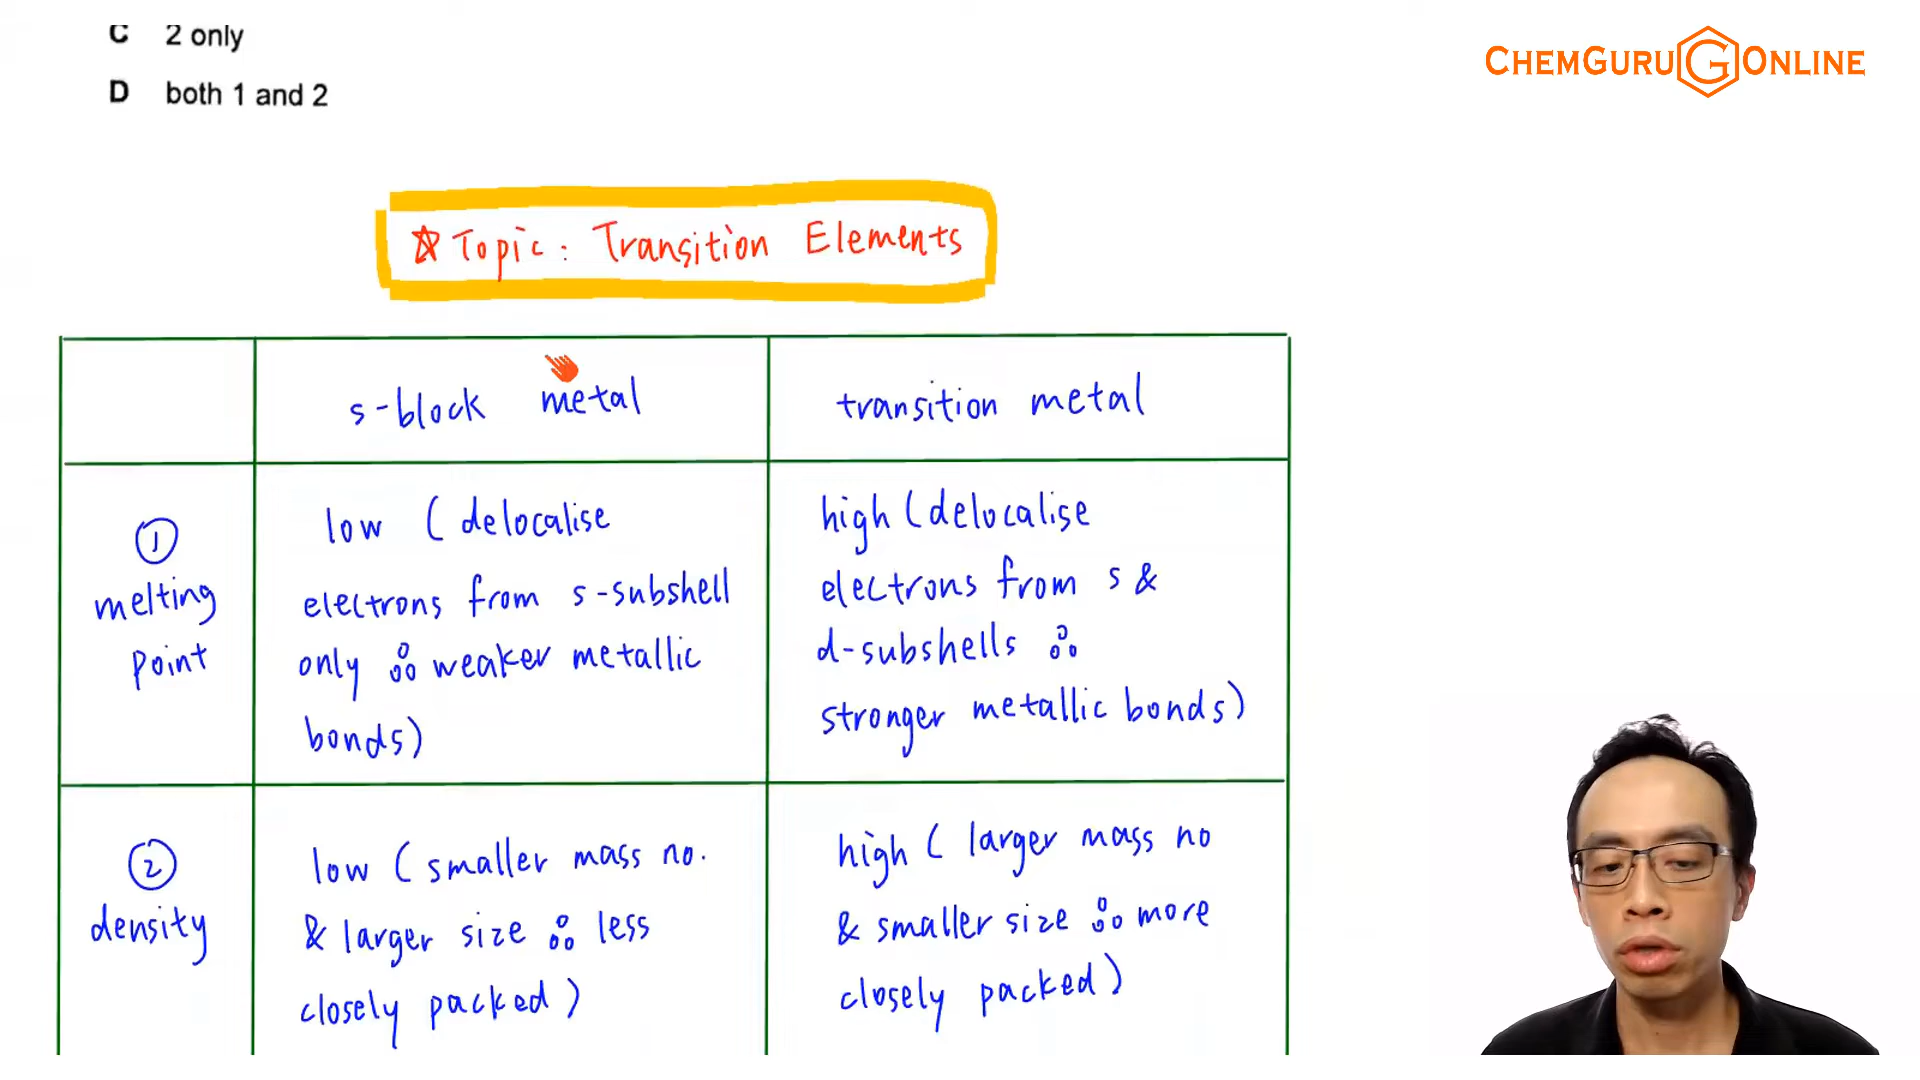 C 2 only
D both 1 and 2
CHEMGURU G ONLINE
☆ Topic: Transition Elements
s-block metal
transition metal
①
melting
point
low (delocalise
electrons from s-subshell
only ∴ weaker metallic
bonds)
high (delocalise
electrons from s &
d-subshells ∴
stronger metallic bonds)
②
density
low (smaller mass no.
& larger size ∴ less
closely packed)
high (larger mass no
& smaller size ∴ more
closely packed)